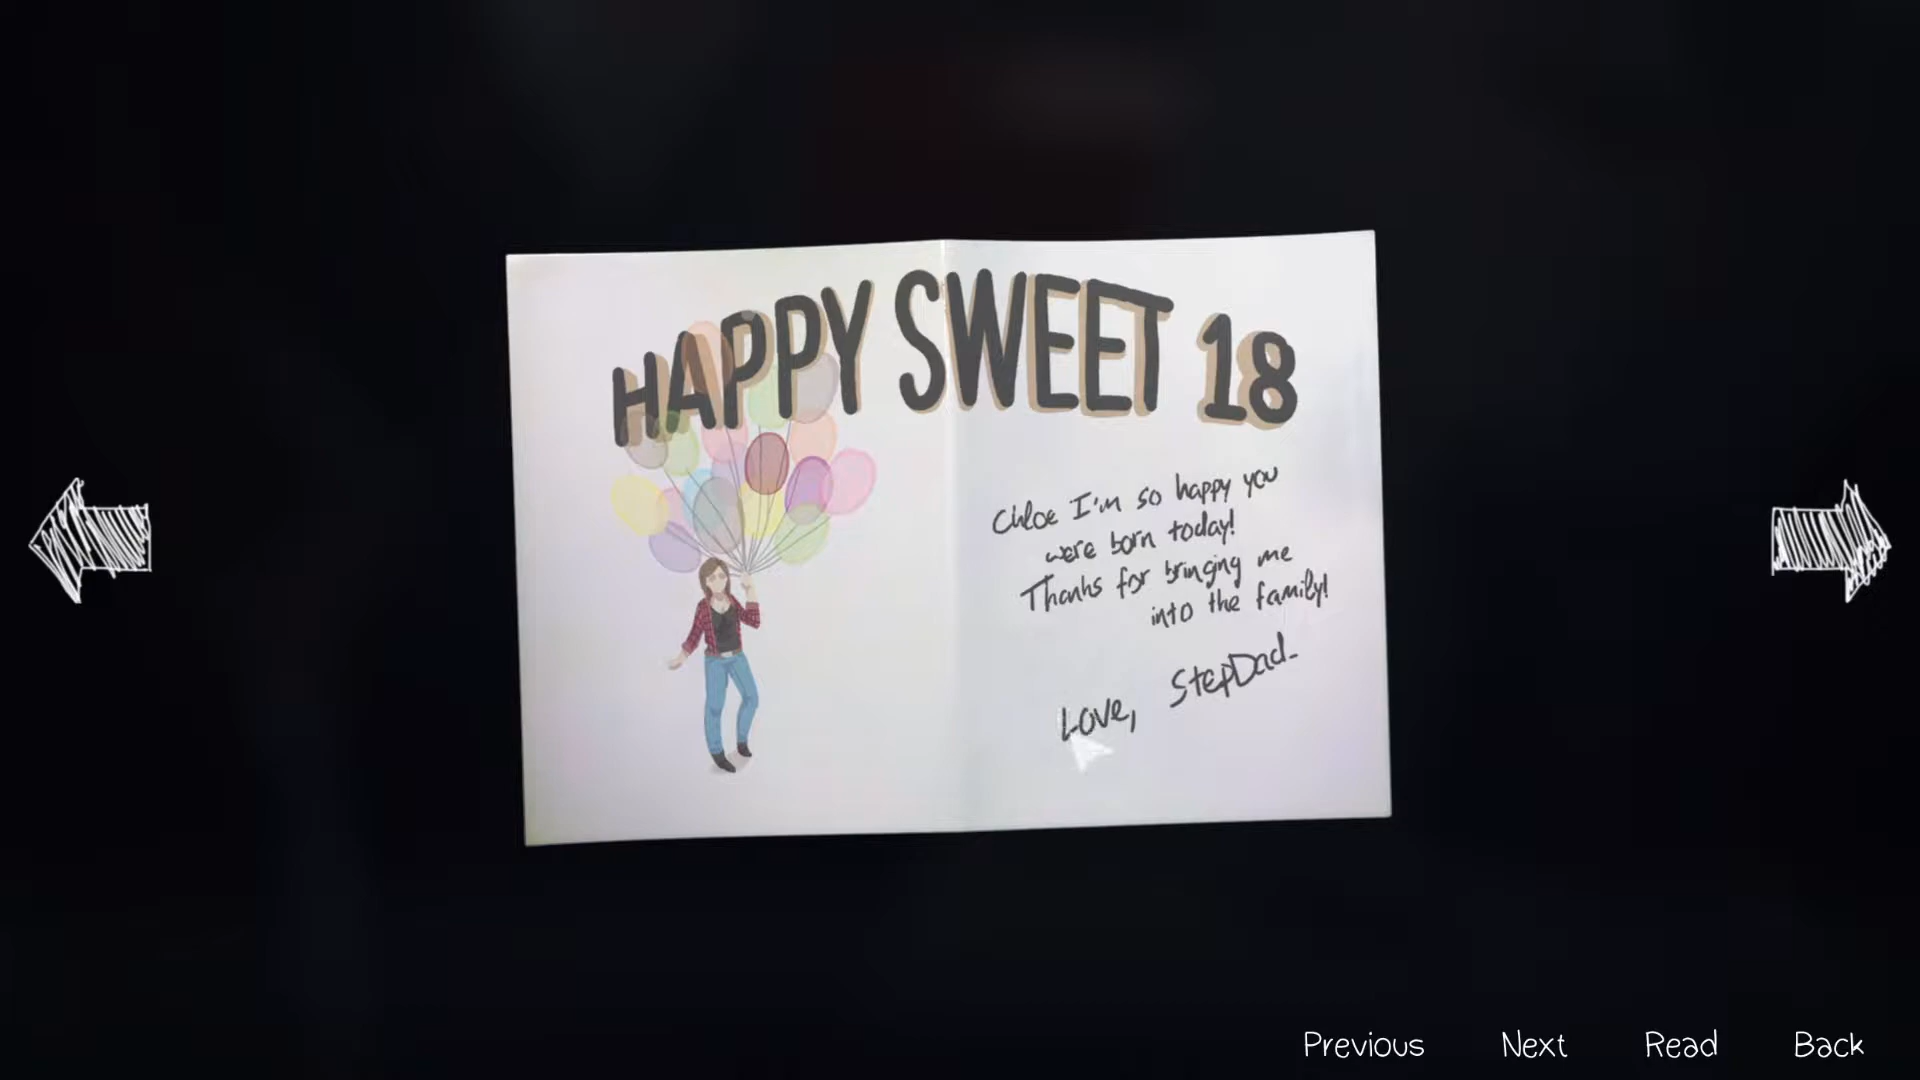 HAPPY SWEET 18
Chloe I'm so happy you
were born today!
Thanks for bringing me
into the family!
Love, StepDad-
Previous Next Read Back